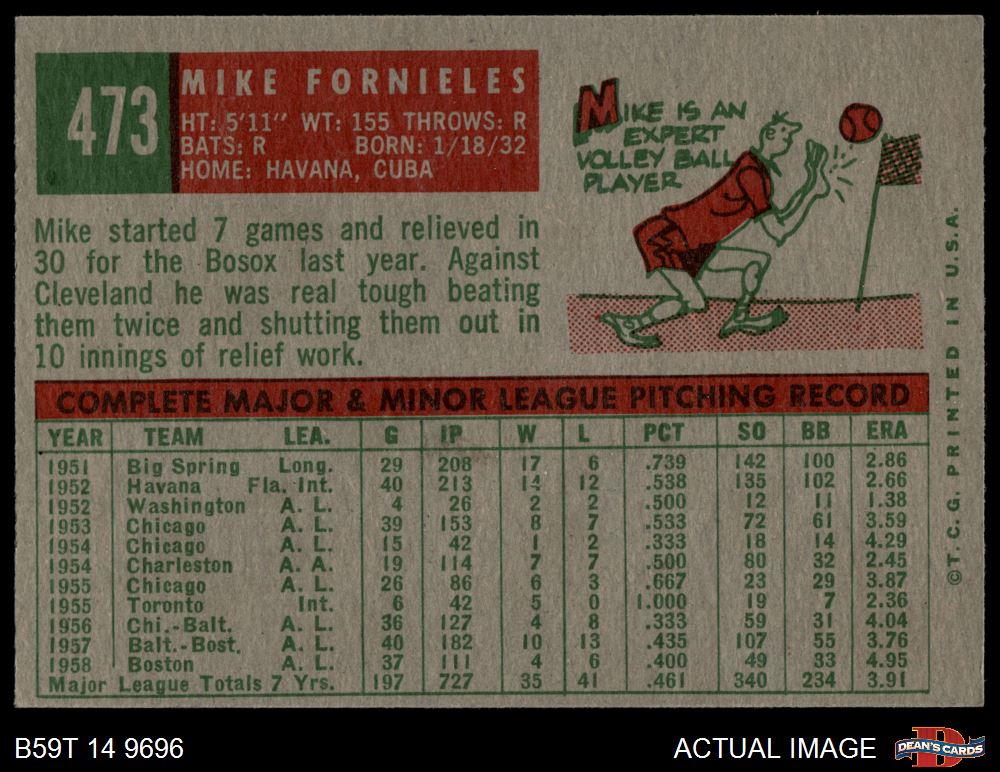 473
MIKE FORNIELES
HT: 5'11" WT: 155 THROWS: R
BATS: R BORN: 1/18/32
HOME: HAVANA, CUBA
MIKE IS AN
EXPERT
VOLLEY BALL
PLAYER
Mike started 7 games and relieved in
30 for the Bosox last year. Against
Cleveland he was real tough beating
them twice and shutting them out in
10 innings of relief work.
COMPLETE MAJOR & MINOR LEAGUE PITCHING RECORD
YEAR TEAM LEA. G IP W L PCT SO BB ERA
1951 Big Spring Long. 29 208 17 6 .739 142 100 2.86
1952 Havana Fla. Int. 40 213 14 12 .538 135 102 2.66
1952 Washington A. L. 4 26 2 2 .500 12 11 1.38
1953 Chicago A. L. 39 153 8 7 .533 72 61 3.59
1954 Chicago A. L. 15 42 1 2 .333 18 14 4.29
1954 Charleston A. A. 19 114 7 7 .500 80 32 2.45
1955 Chicago A. L. 26 86 6 3 .667 23 29 3.87
1955 Toronto Int. 6 42 5 0 1.000 19 7 2.36
1956 Chi.-Balt. A. L. 36 127 4 8 .333 59 31 4.04
1957 Balt.-Bost. A. L. 40 182 10 13 .435 107 55 3.76
1958 Boston A. L. 37 111 4 6 .400 49 33 4.95
Major League Totals 7 Yrs. 197 727 35 41 .461 340 234 3.91
©T.C.G. PRINTED IN U.S.A.
B59T 14 9696
ACTUAL IMAGE
D
DEAN'S CARDS